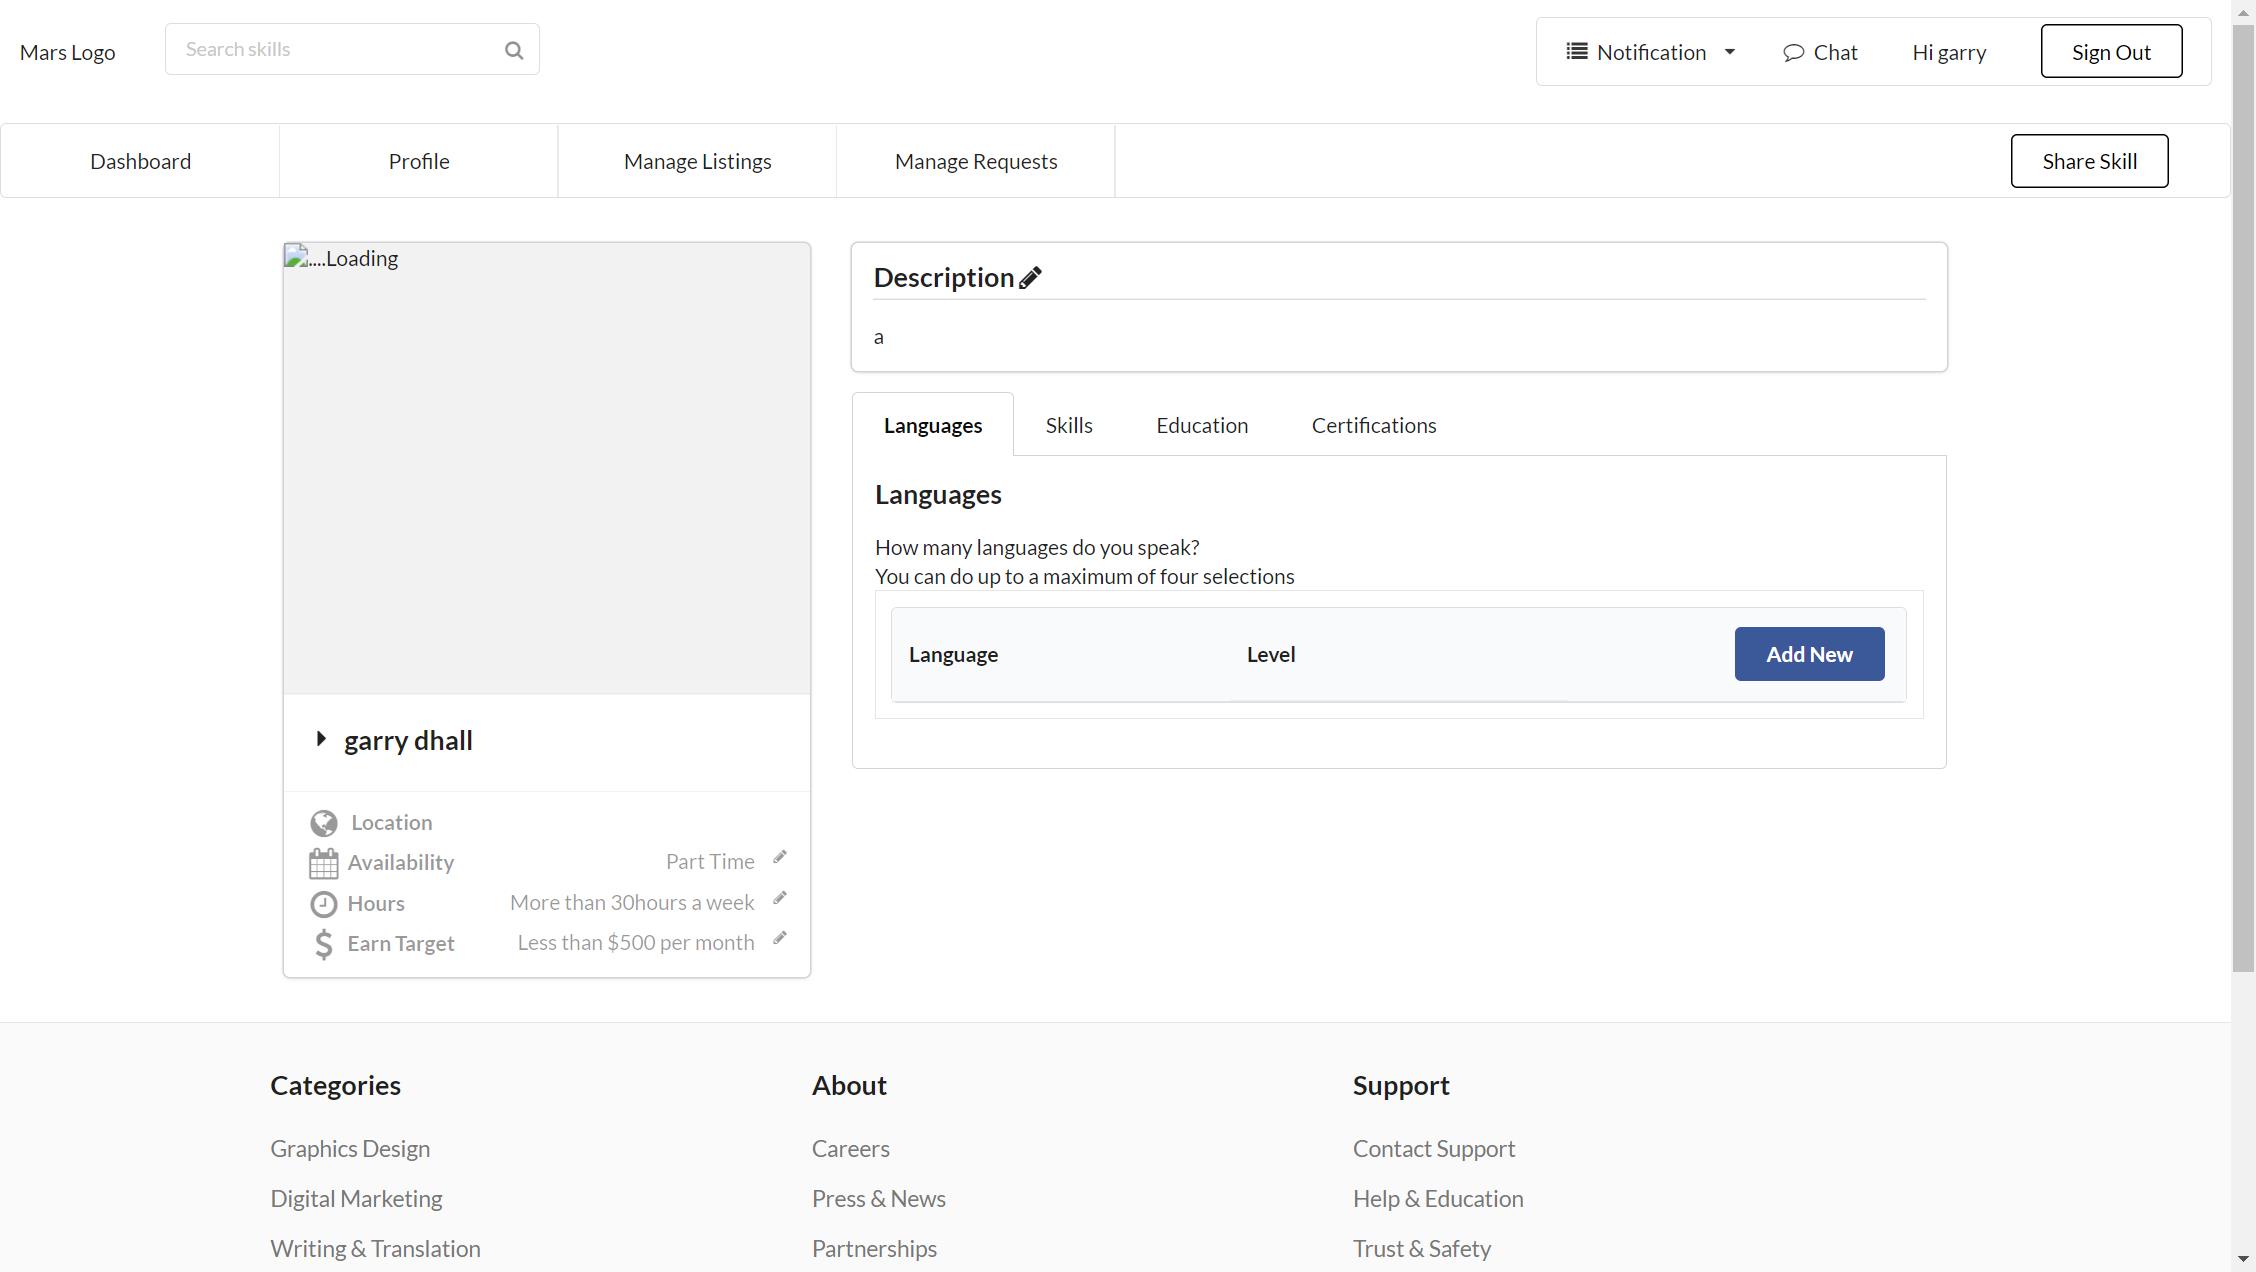 Mars Logo
Search skills
Notification
Chat
Hi garry
Sign Out
Dashboard
Profile
Manage Listings
Manage Requests
Share Skill
....Loading
garry dhall
Location
Availability
Part Time
Hours
More than 30hours a week
Earn Target
Less than $500 per month
Description
a
Languages
Skills
Education
Certifications
Languages
How many languages do you speak?
You can do up to a maximum of four selections
Language
Level
Add New
Categories
Graphics Design
Digital Marketing
Writing & Translation
About
Careers
Press & News
Partnerships
Support
Contact Support
Help & Education
Trust & Safety